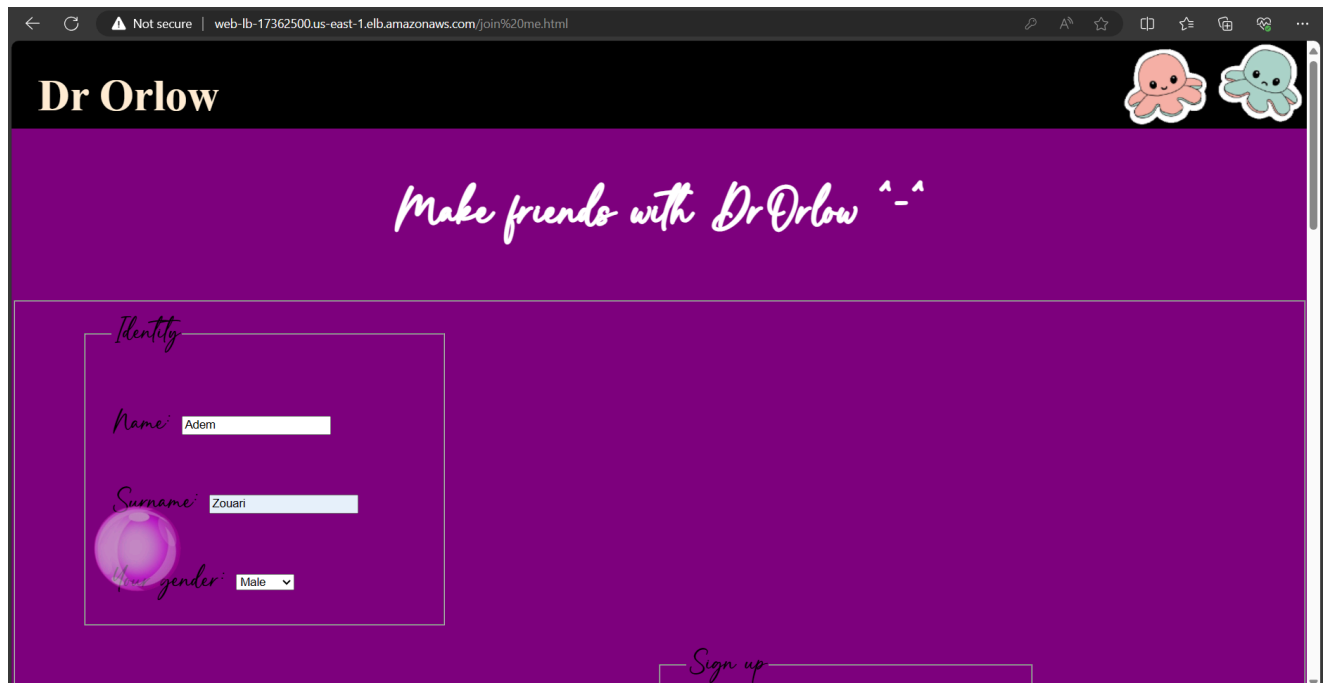 Not secure | web-lb-17362500.us-east-1.elb.amazonaws.com/join%20me.html
Dr Orlow
Make friends with DrOrlow ^-^
Identity
Name: Adem
Surname: Zouari
Your gender: Male
Sign up